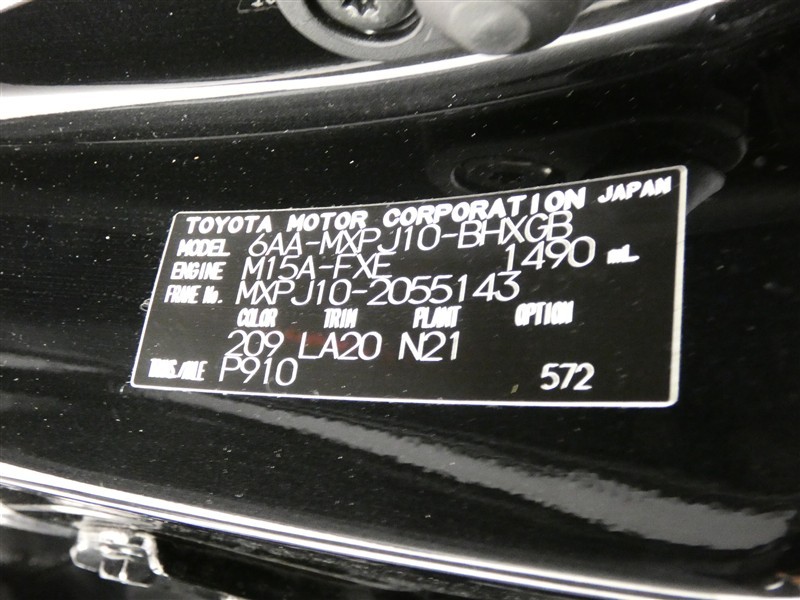 TOYOTA MOTOR CORPORATION JAPAN
MODEL 6AA-MXPJ10-BHXGB
ENGINE M15A-FXE 1490 mL
FRAME No. MXPJ10-2055143
COLOR TRIM PLANT OPTION
209 LA20 N21
TRANS./AXLE P910 572